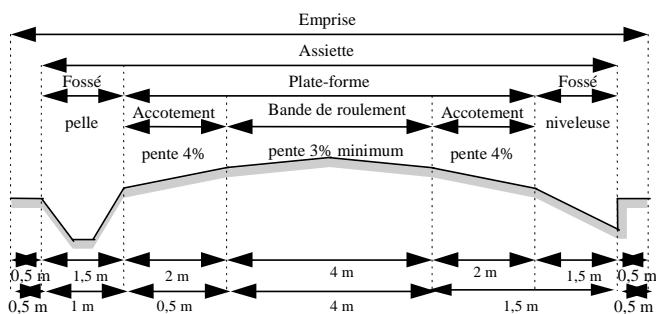 Emprise
Assiette
Fossé Plate-forme Fossé
pelle Accotement Bande de roulement Accotement niveleuse
pente 4% pente 3% minimum pente 4%
0,5 m 1,5 m 2 m 4 m 2 m 1,5 m 0,5 m
0,5 m 1 m 0,5 m 4 m 1,5 m 0,5 m